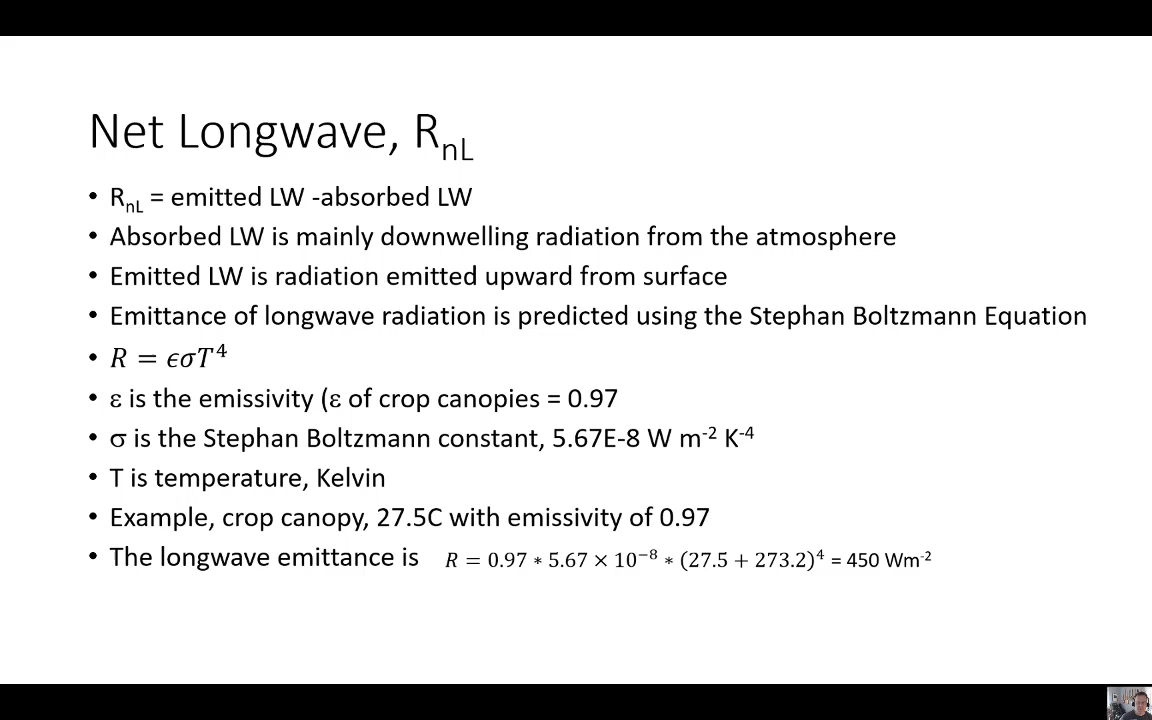 Net Longwave, RnL
• RnL = emitted LW -absorbed LW
• Absorbed LW is mainly downwelling radiation from the atmosphere
• Emitted LW is radiation emitted upward from surface
• Emittance of longwave radiation is predicted using the Stephan Boltzmann Equation
• R = ϵσT⁴
• ε is the emissivity (ε of crop canopies = 0.97
• σ is the Stephan Boltzmann constant, 5.67E-8 W m⁻² K⁻⁴
• T is temperature, Kelvin
• Example, crop canopy, 27.5C with emissivity of 0.97
• The longwave emittance is R = 0.97 ∗ 5.67 × 10⁻⁸ ∗ (27.5 + 273.2)⁴ = 450 Wm⁻²